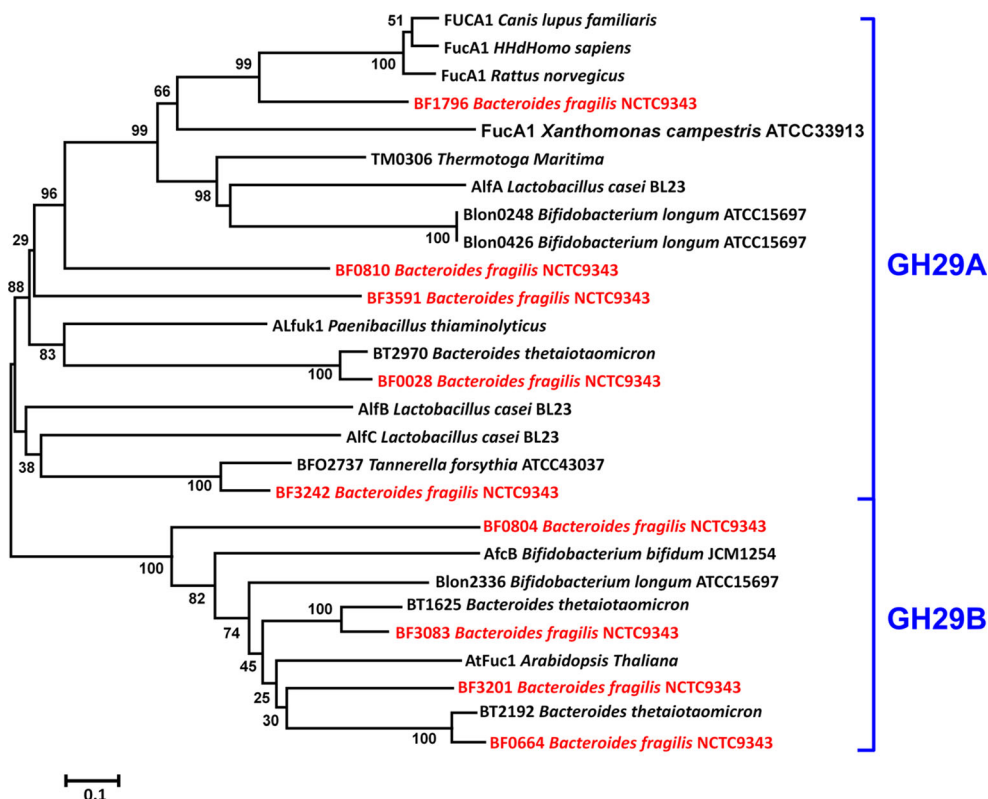 51
FUCA1 Canis lupus familiaris
FucA1 HHdHomo sapiens
99
100
FucA1 Rattus norvegicus
66
BF1796 Bacteroides fragilis NCTC9343
99
FucA1 Xanthomonas campestris ATCC33913
TM0306 Thermotoga Maritima
98
AlfA Lactobacillus casei BL23
96
Blon0248 Bifidobacterium longum ATCC15697
100
Blon0426 Bifidobacterium longum ATCC15697
29
GH29A
BF0810 Bacteroides fragilis NCTC9343
88
BF3591 Bacteroides fragilis NCTC9343
ALfuk1 Paenibacillus thiaminolyticus
83
BT2970 Bacteroides thetaiotaomicron
100
BF0028 Bacteroides fragilis NCTC9343
AlfB Lactobacillus casei BL23
AlfC Lactobacillus casei BL23
38
BFO2737 Tannerella forsythia ATCC43037
100
BF3242 Bacteroides fragilis NCTC9343
BF0804 Bacteroides fragilis NCTC9343
100
AfcB Bifidobacterium bifidum JCM1254
82
Blon2336 Bifidobacterium longum ATCC15697
100
BT1625 Bacteroides thetaiotaomicron
GH29B
74
BF3083 Bacteroides fragilis NCTC9343
45
AtFuc1 Arabidopsis Thaliana
25
BF3201 Bacteroides fragilis NCTC9343
30
BT2192 Bacteroides thetaiotaomicron
100
BF0664 Bacteroides fragilis NCTC9343
0.1